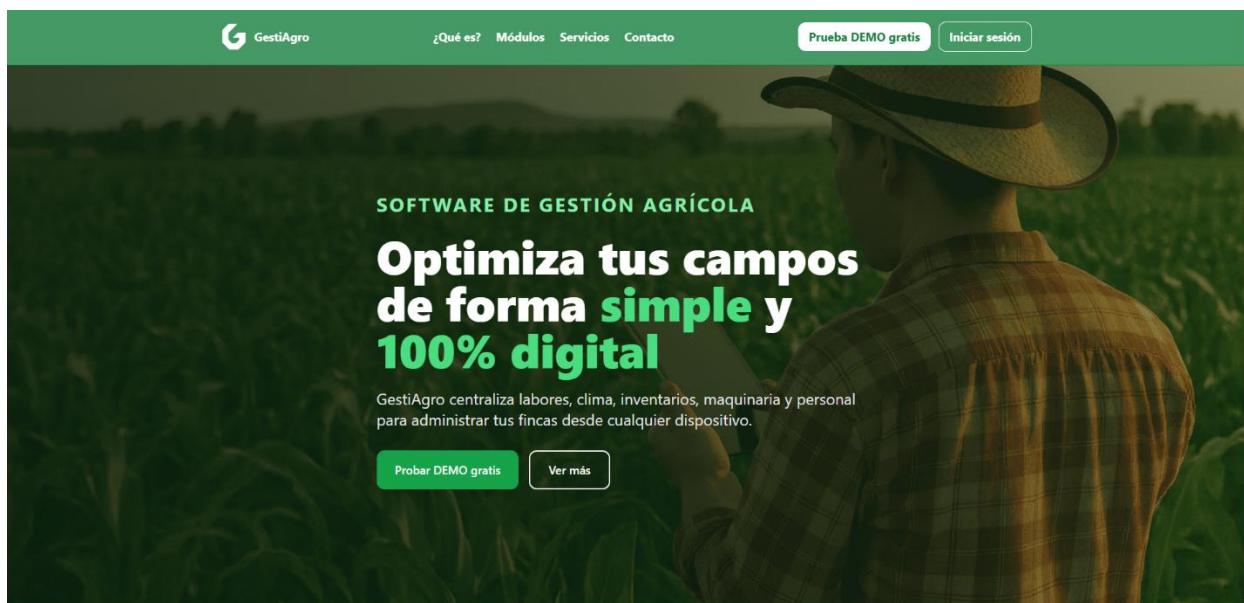 GestiAgro
¿Qué es? Módulos Servicios Contacto
Prueba DEMO gratis
Iniciar sesión
SOFTWARE DE GESTIÓN AGRÍCOLA
Optimiza tus campos
de forma simple y
100% digital
GestiAgro centraliza labores, clima, inventarios, maquinaria y personal
para administrar tus fincas desde cualquier dispositivo.
Probar DEMO gratis
Ver más